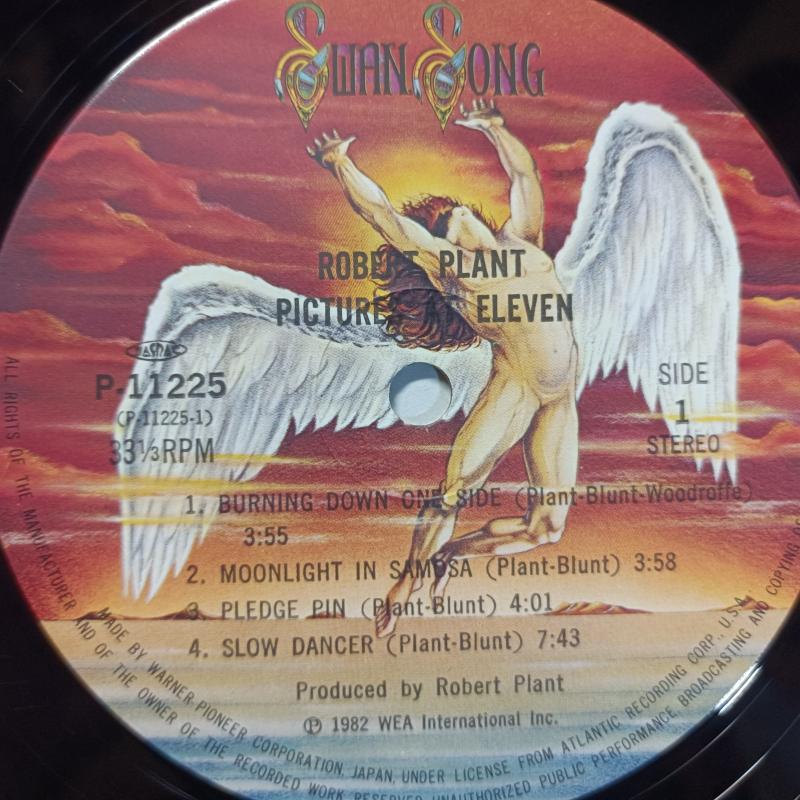 SWAN SONG
ROBERT PLANT
PICTURES AT ELEVEN
JASRAC
P-11225
(P-11225-1)
33⅓RPM
SIDE
1
STEREO
1. BURNING DOWN ONE SIDE (Plant-Blunt-Woodroffe)
3:55
2. MOONLIGHT IN SAMOSA (Plant-Blunt) 3:58
3. PLEDGE PIN (Plant-Blunt) 4:01
4. SLOW DANCER (Plant-Blunt) 7:43
Produced by Robert Plant
Ⓟ 1982 WEA International Inc.
MADE BY WARNER-PIONEER CORPORATION, JAPAN, UNDER LICENSE FROM ATLANTIC RECORDING CORP., U.S.A.
ALL RIGHTS OF THE MANUFACTURER AND OF THE OWNER OF THE RECORDED WORK RESERVED UNAUTHORIZED PUBLIC PERFORMANCE, BROADCASTING AND COPYING OF